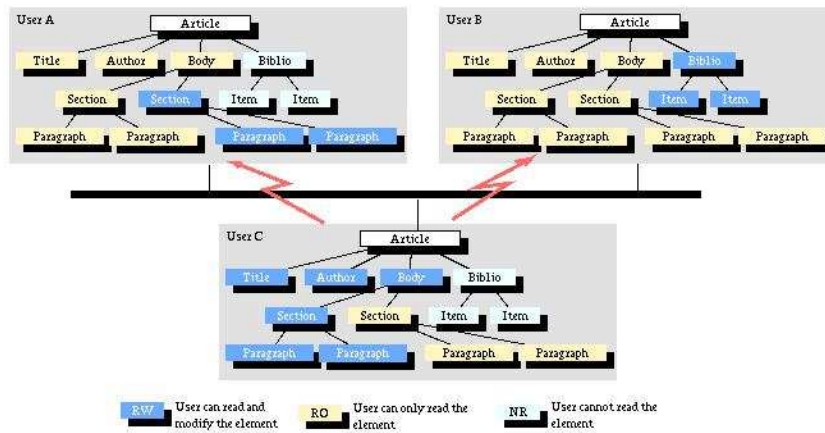 User A
Article
Title Author Body Biblio
Section Section Item Item
Paragraph Paragraph Paragraph Paragraph
User B
Article
Title Author Body Biblio
Section Section Item Item
Paragraph Paragraph Paragraph Paragraph
User C
Article
Title Author Body Biblio
Section Section Item Item
Paragraph Paragraph Paragraph Paragraph
RW
User can read and
modify the element
RO
User can only read the
element
NR
User cannot read the
element